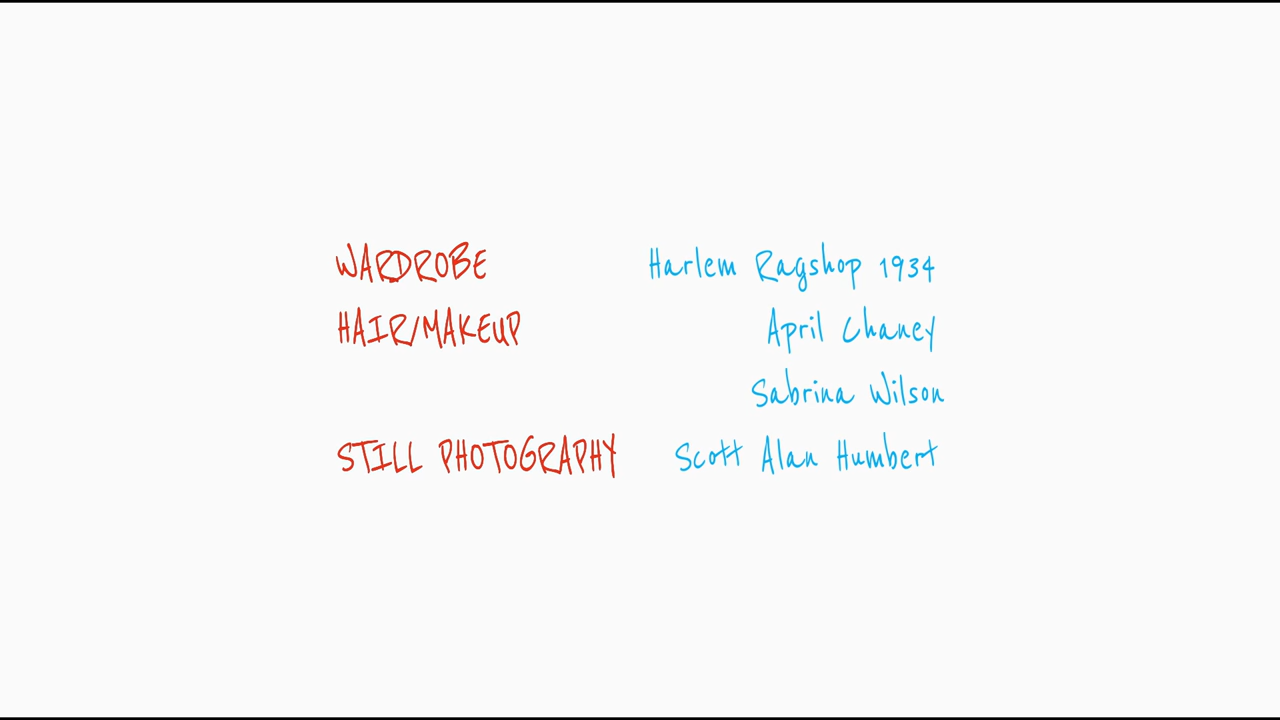 WARDROBE Harlem Ragshop 1934
HAIR/MAKEUP April Chaney
Sabrina Wilson
STILL PHOTOGRAPHY Scott Alan Humbert